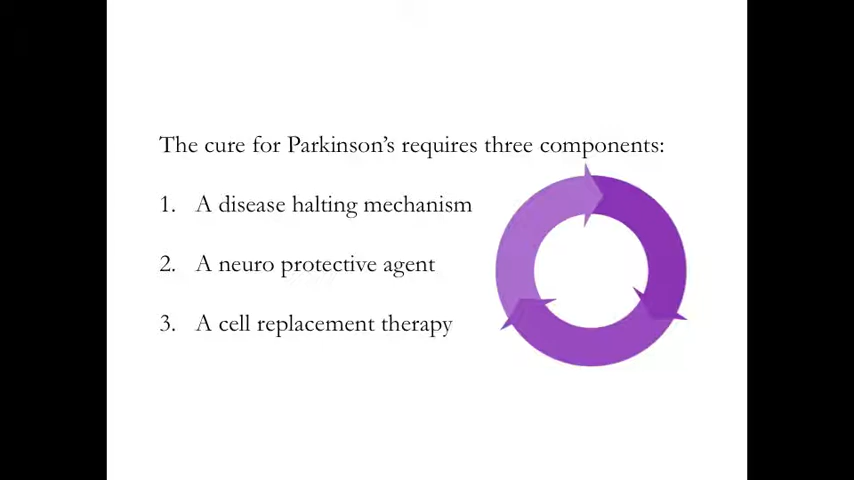 The cure for Parkinson’s requires three components:
1. A disease halting mechanism
2. A neuro protective agent
3. A cell replacement therapy